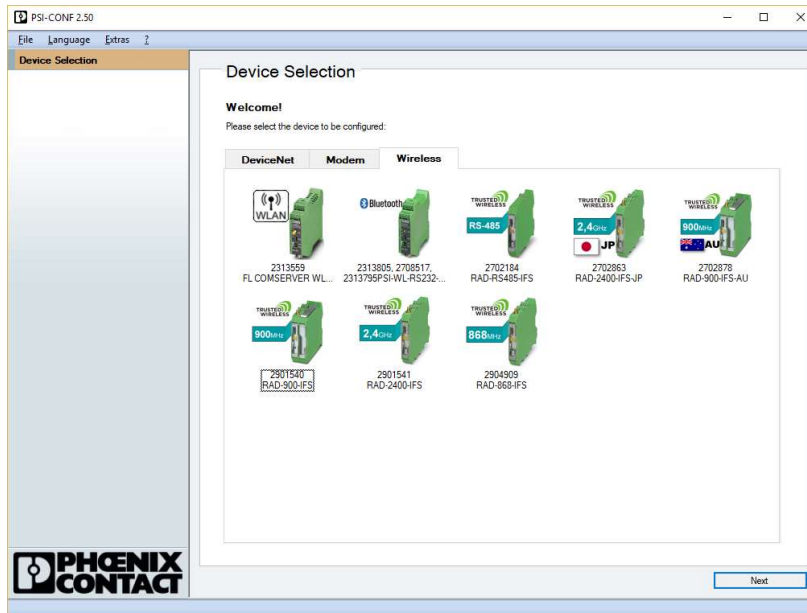 PSI-CONF 2.50
File Language Extras ?
Device Selection
Device Selection
Welcome!
Please select the device to be configured:
DeviceNet Modem Wireless
WLAN
Bluetooth
TRUSTED WIRELESS
RS-485
TRUSTED WIRELESS
2,4GHz
JP
TRUSTED WIRELESS
900MHz
AU
2313559
FL COMSERVER WL...
2313805, 2708517,
2313795PSI-WL-RS232-...
2702184
RAD-RS485-IFS
2702863
RAD-2400-IFS-JP
2702878
RAD-900-IFS-AU
TRUSTED WIRELESS
900MHz
TRUSTED WIRELESS
2,4GHz
TRUSTED WIRELESS
868MHz
2901540
RAD-900-IFS
2901541
RAD-2400-IFS
2904909
RAD-868-IFS
PHŒNIX
CONTACT
Next